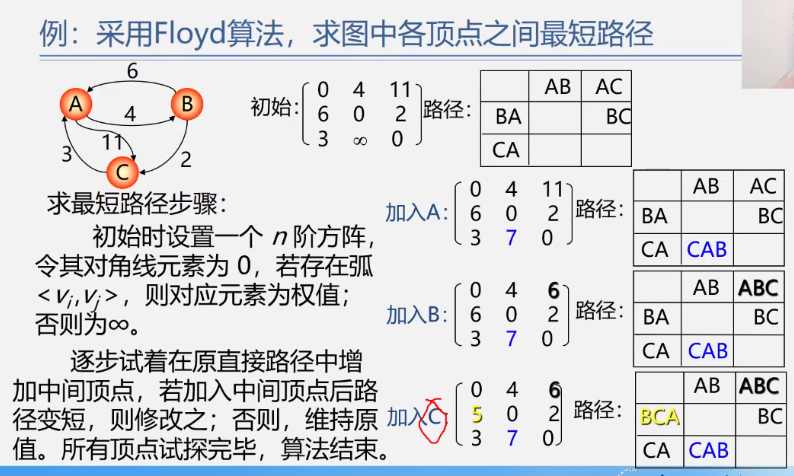 例：采用Floyd算法，求图中各顶点之间最短路径
6
A
B
4
11
3
2
C
初始：
0 4 11
6 0 2
3 ∞ 0
路径：
AB AC
BA BC
CA
求最短路径步骤：
初始时设置一个 n 阶方阵，
令其对角线元素为 0，若存在弧
<vi,vj>，则对应元素为权值；
否则为∞。
逐步试着在原直接路径中增
加中间顶点，若加入中间顶点后路
径变短，则修改之；否则，维持原
值。所有顶点试探完毕，算法结束。
加入A：
0 4 11
6 0 2
3 7 0
路径：
AB AC
BA BC
CA CAB
加入B：
0 4 6
6 0 2
3 7 0
路径：
AB ABC
BA BC
CA CAB
加入C：
0 4 6
5 0 2
3 7 0
路径：
AB ABC
BCA BC
CA CAB